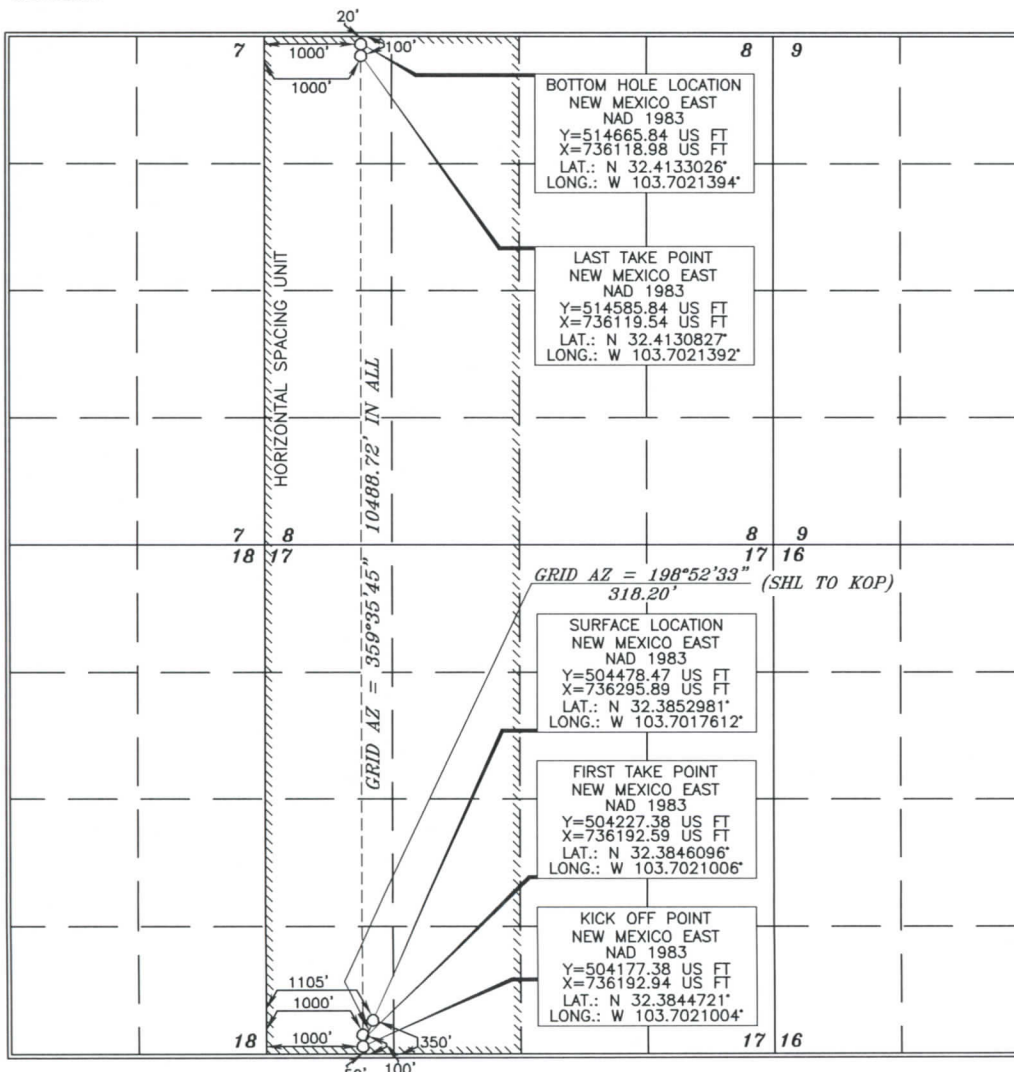 20'
7
1000'
100'
8 9
1000'
BOTTOM HOLE LOCATION
NEW MEXICO EAST
NAD 1983
Y=514665.84 US FT
X=736118.98 US FT
LAT.: N 32.4133026°
LONG.: W 103.7021394°
LAST TAKE POINT
NEW MEXICO EAST
NAD 1983
Y=514585.84 US FT
X=736119.54 US FT
LAT.: N 32.4130827°
LONG.: W 103.7021392°
HORIZONTAL SPACING UNIT
GRID AZ = 359°35'45" 10488.72' IN ALL
7 8
18 17
8 9
17 16
GRID AZ = 198°52'33" (SHL TO KOP)
318.20'
SURFACE LOCATION
NEW MEXICO EAST
NAD 1983
Y=504478.47 US FT
X=736295.89 US FT
LAT.: N 32.3852981°
LONG.: W 103.7017612°
FIRST TAKE POINT
NEW MEXICO EAST
NAD 1983
Y=504227.38 US FT
X=736192.59 US FT
LAT.: N 32.3846096°
LONG.: W 103.7021006°
KICK OFF POINT
NEW MEXICO EAST
NAD 1983
Y=504177.38 US FT
X=736192.94 US FT
LAT.: N 32.3844721°
LONG.: W 103.7021004°
1105'
1000'
18
1000'
350'
17 16
50' 100'